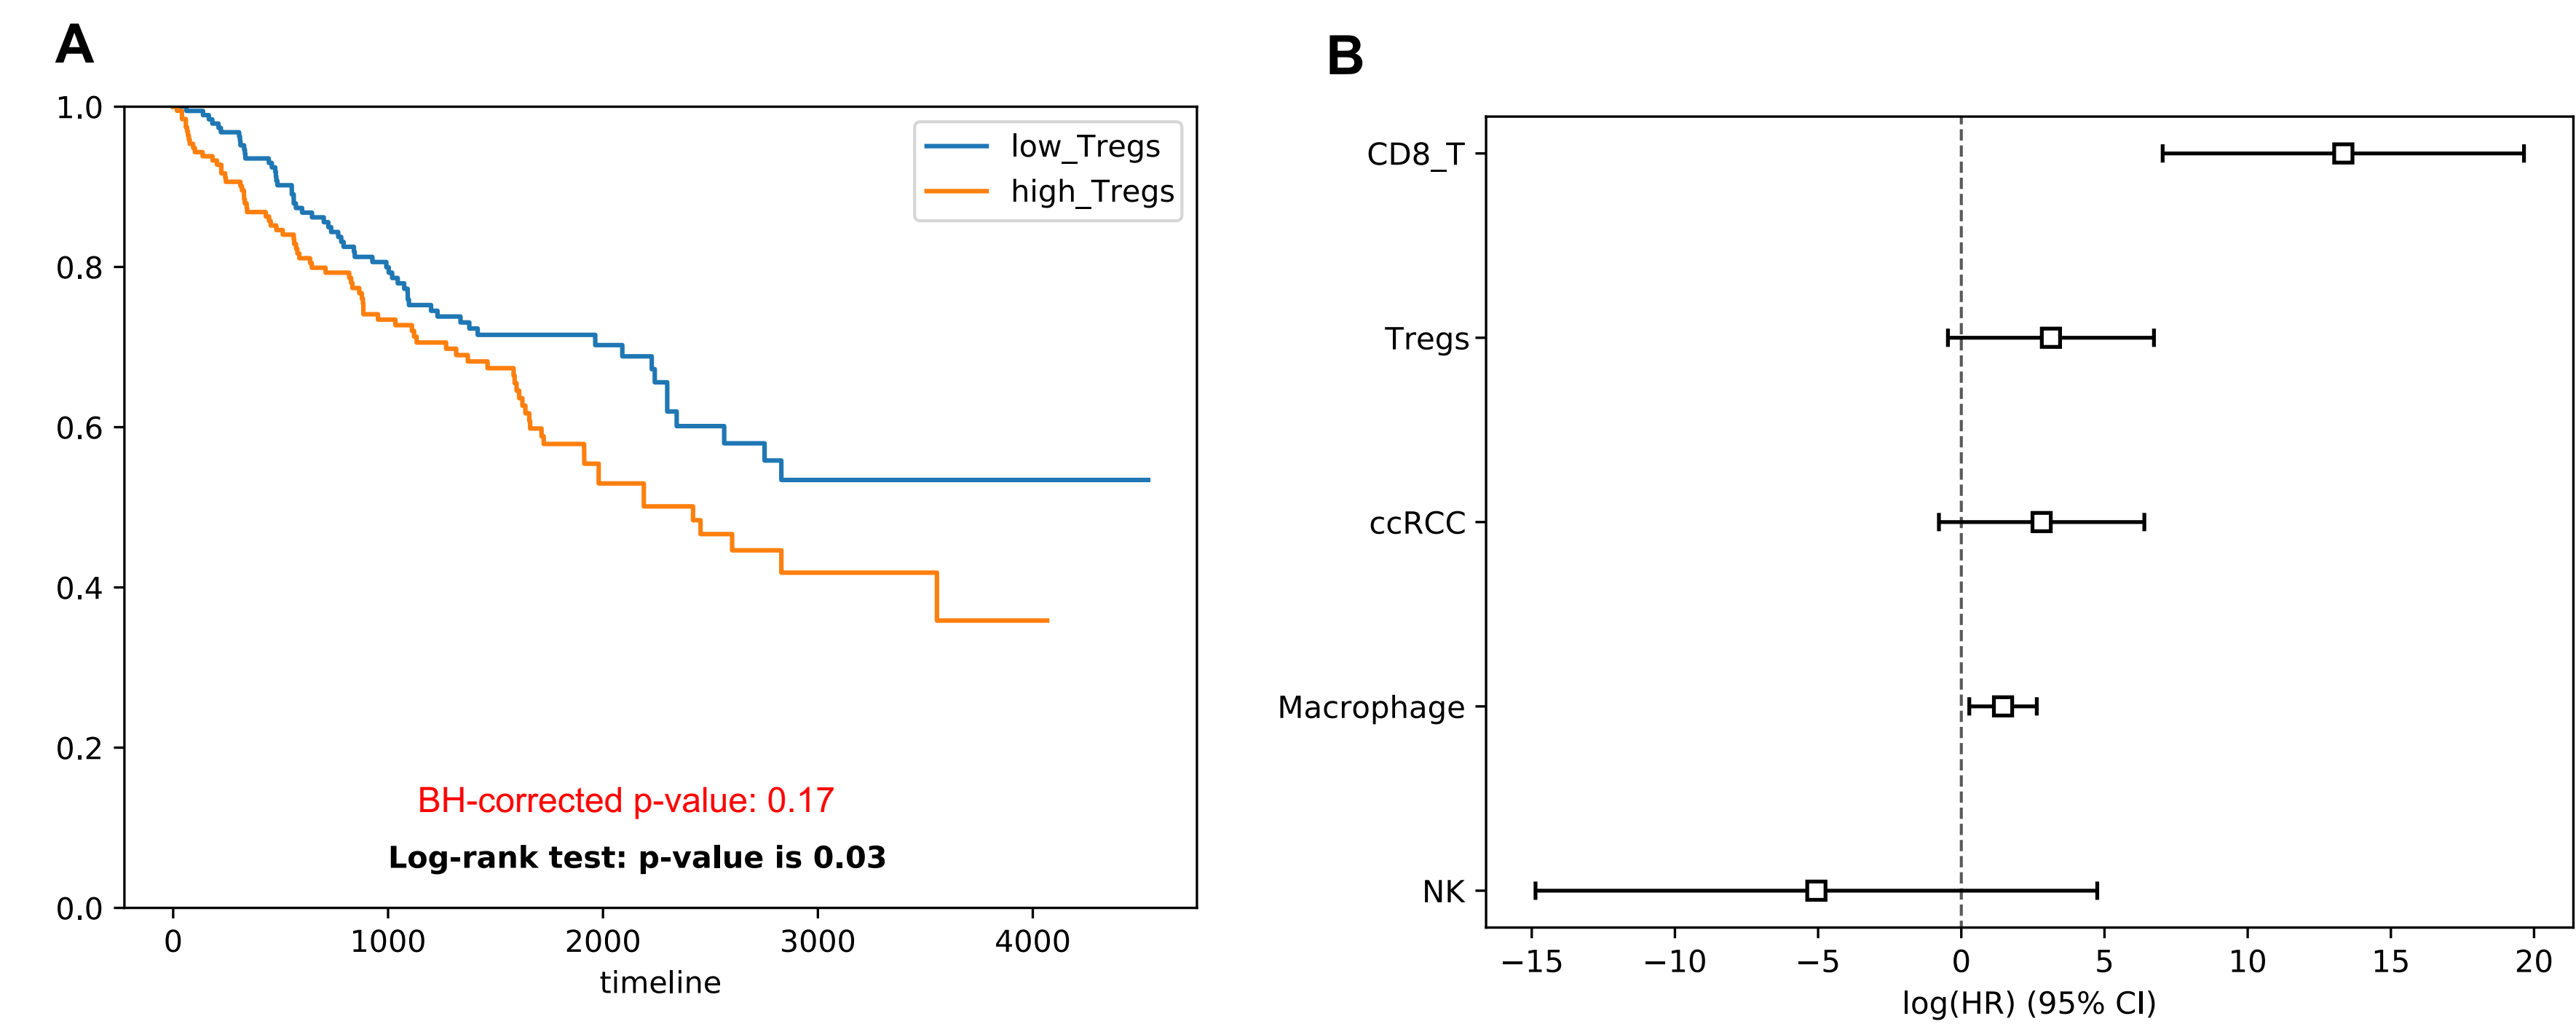 A
1.0
0.8
0.6
0.4
0.2
0.0
low_Tregs
high_Tregs
BH-corrected p-value: 0.17
Log-rank test: p-value is 0.03
0 1000 2000 3000 4000
timeline
B
CD8_T
Tregs
ccRCC
Macrophage
NK
−15 −10 −5 0 5 10 15 20
log(HR) (95% CI)